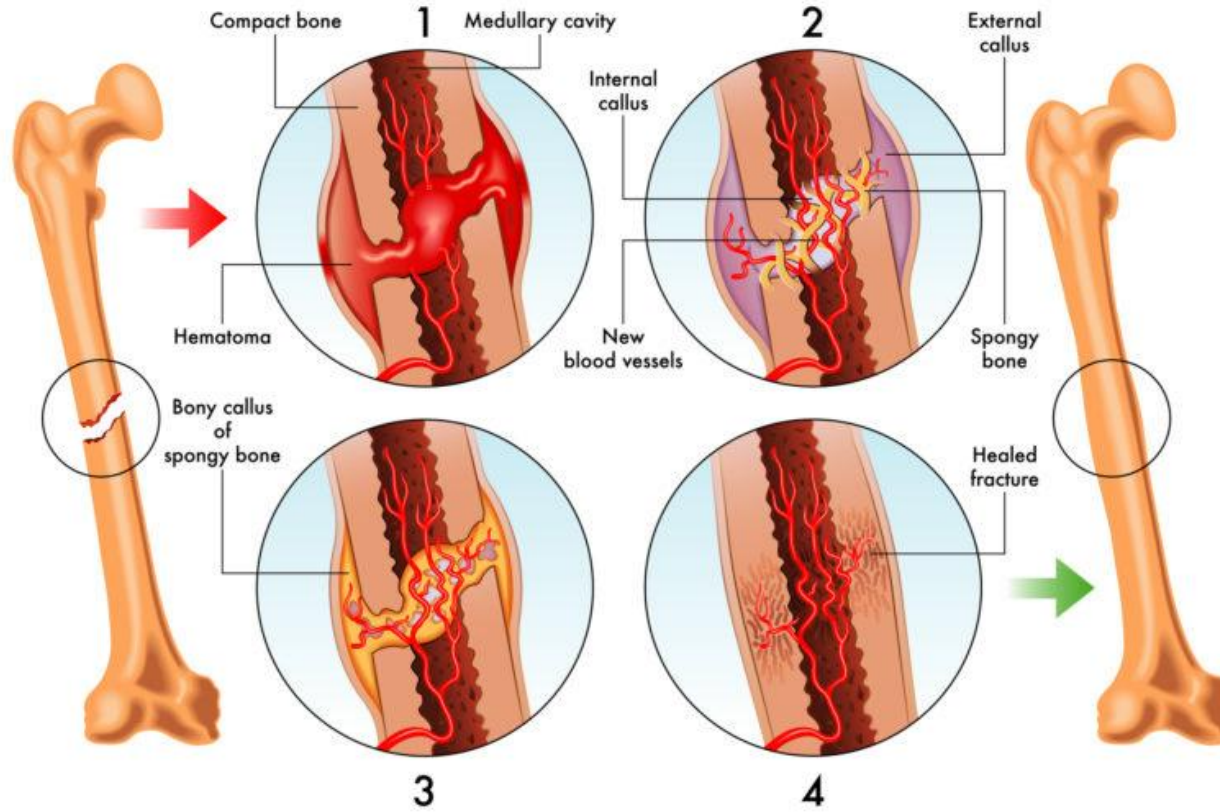 Compact bone
1
Medullary cavity
2
External
callus
Internal
callus
Hematoma
New
blood vessels
Spongy
bone
Bony callus
of
spongy bone
Healed
fracture
3
4